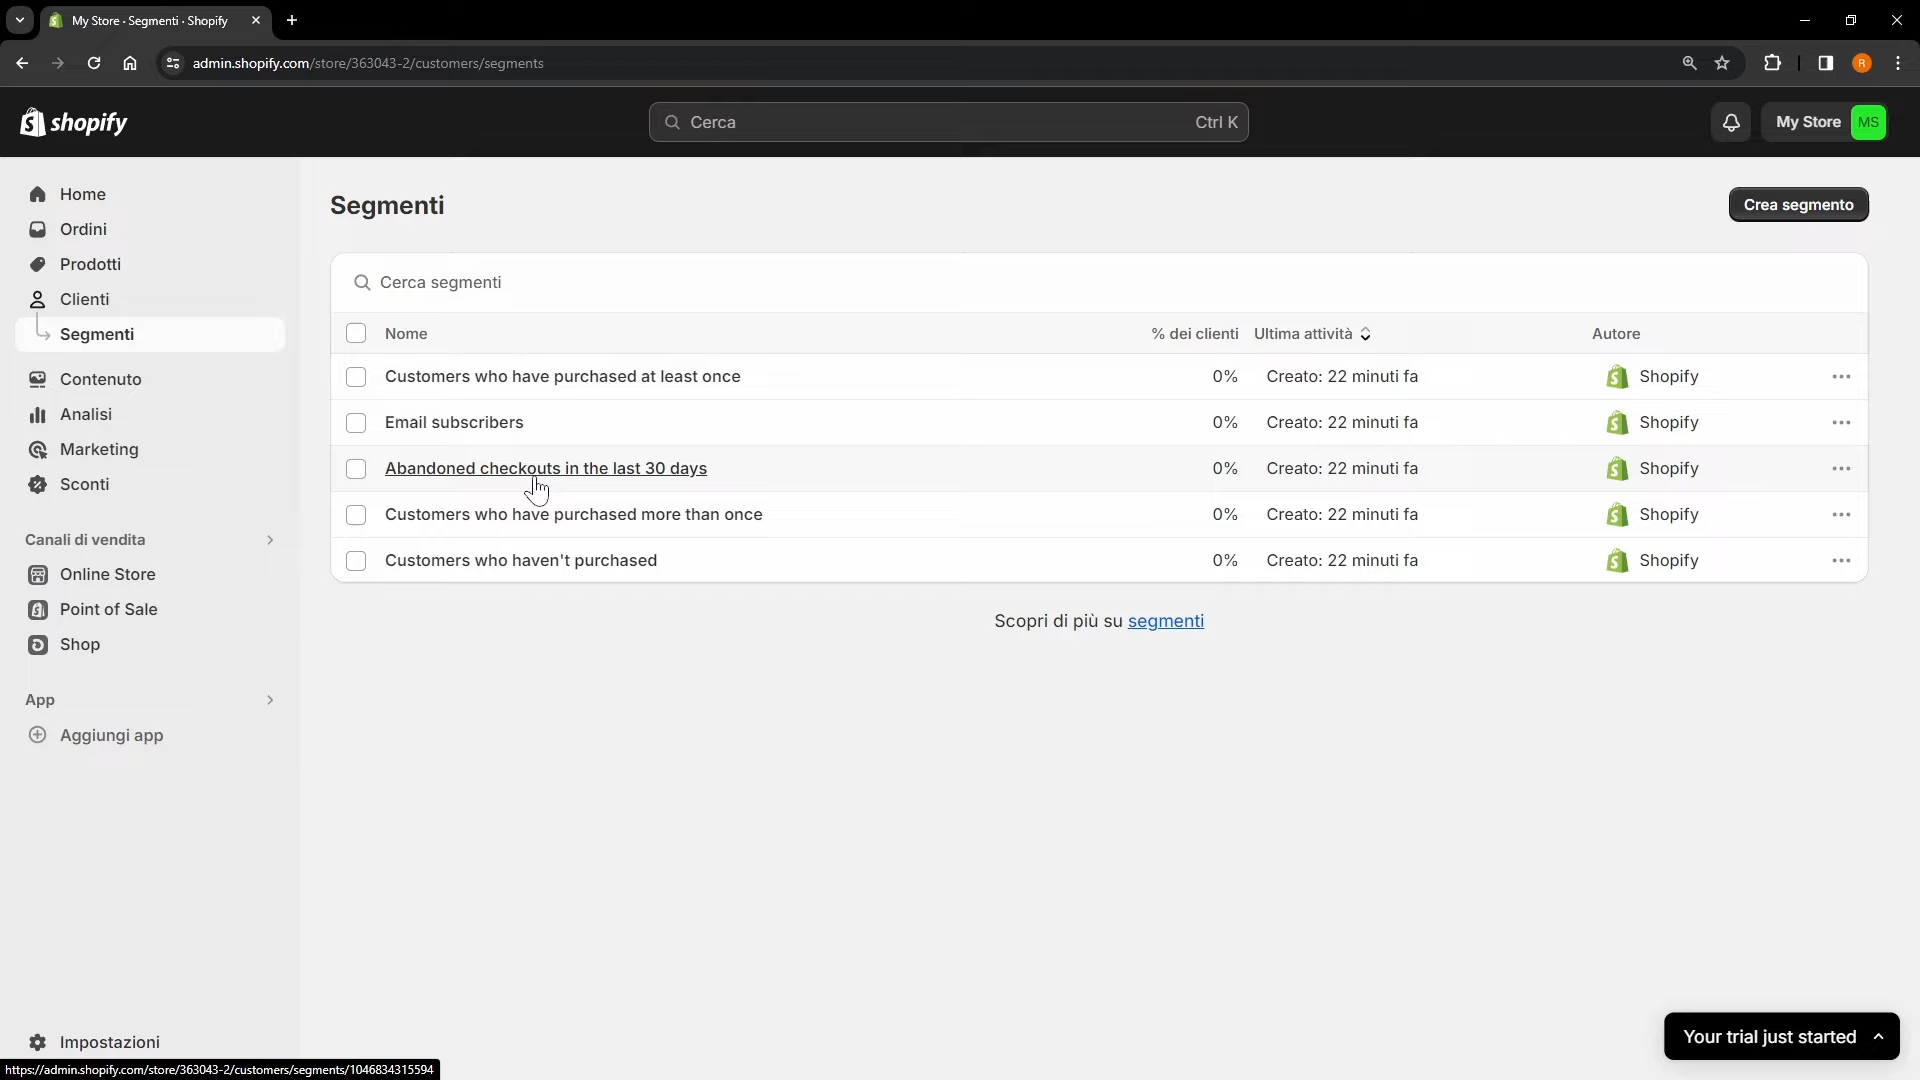 My Store · Segmenti · Shopify
admin.shopify.com/store/363043-2/customers/segments
R
shopify
Cerca
Ctrl K
My Store
MS
Home
Ordini
Prodotti
Clienti
Segmenti
Contenuto
Analisi
Marketing
Sconti
Canali di vendita
Online Store
Point of Sale
Shop
App
Aggiungi app
Impostazioni
Segmenti
Crea segmento
Cerca segmenti
Nome % dei clienti Ultima attività Autore
Customers who have purchased at least once 0% Creato: 22 minuti fa Shopify
Email subscribers 0% Creato: 22 minuti fa Shopify
Abandoned checkouts in the last 30 days 0% Creato: 22 minuti fa Shopify
Customers who have purchased more than once 0% Creato: 22 minuti fa Shopify
Customers who haven't purchased 0% Creato: 22 minuti fa Shopify
Scopri di più su segmenti
Your trial just started
https://admin.shopify.com/store/363043-2/customers/segments/1046834315594